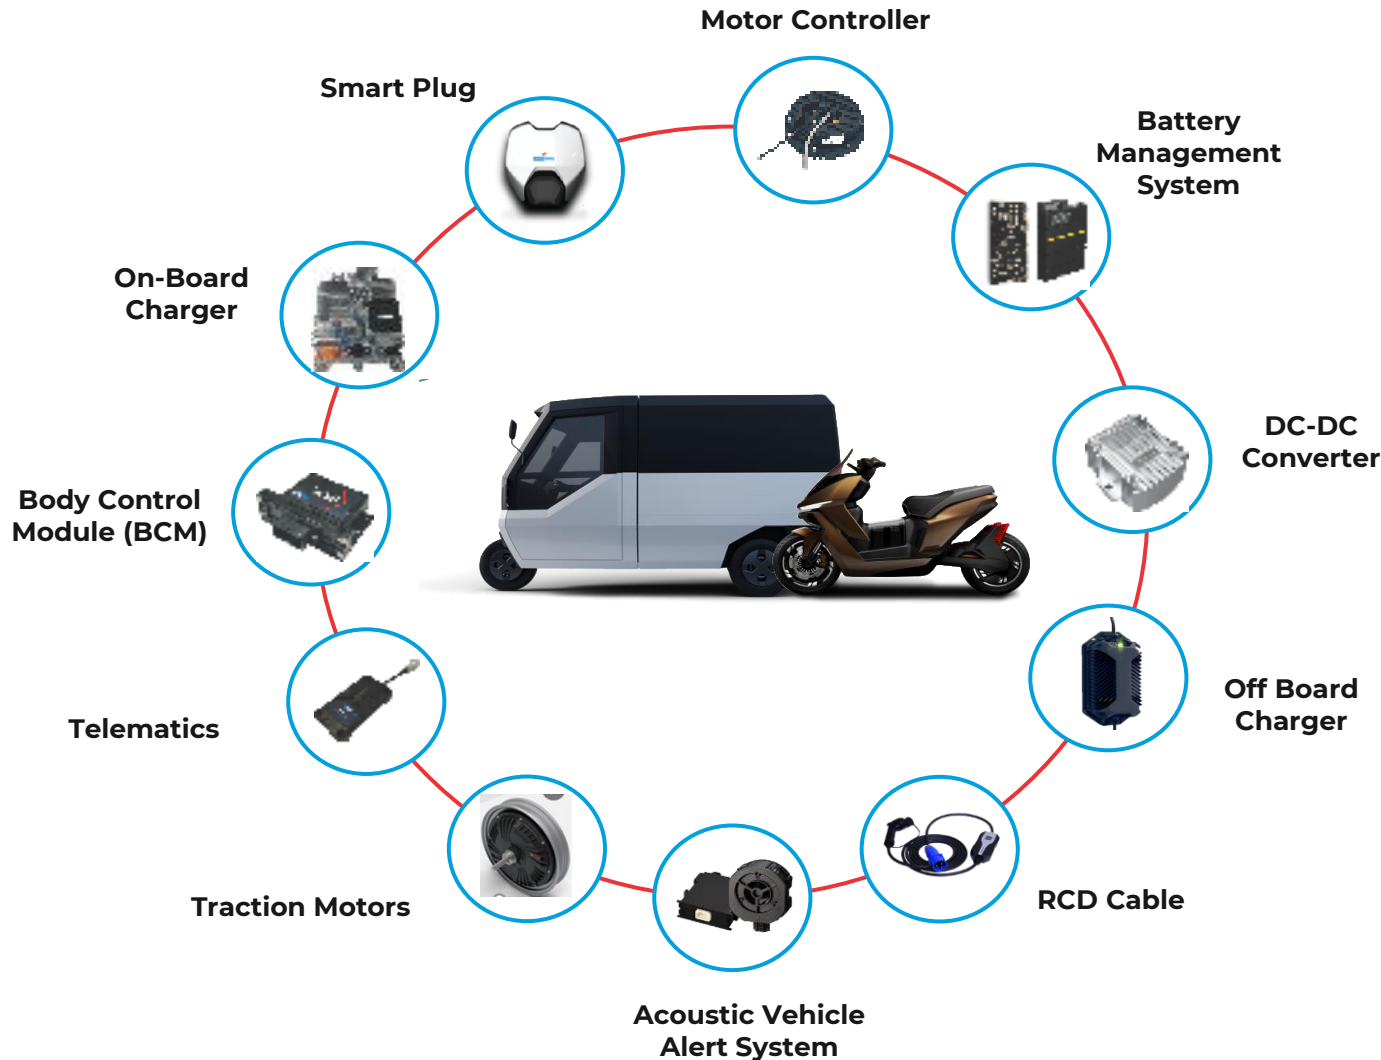 Motor Controller
Smart Plug
Battery
Management
System
On-Board
Charger
DC-DC
Converter
Body Control
Module (BCM)
Off Board
Charger
Telematics
Traction Motors
RCD Cable
Acoustic Vehicle
Alert System